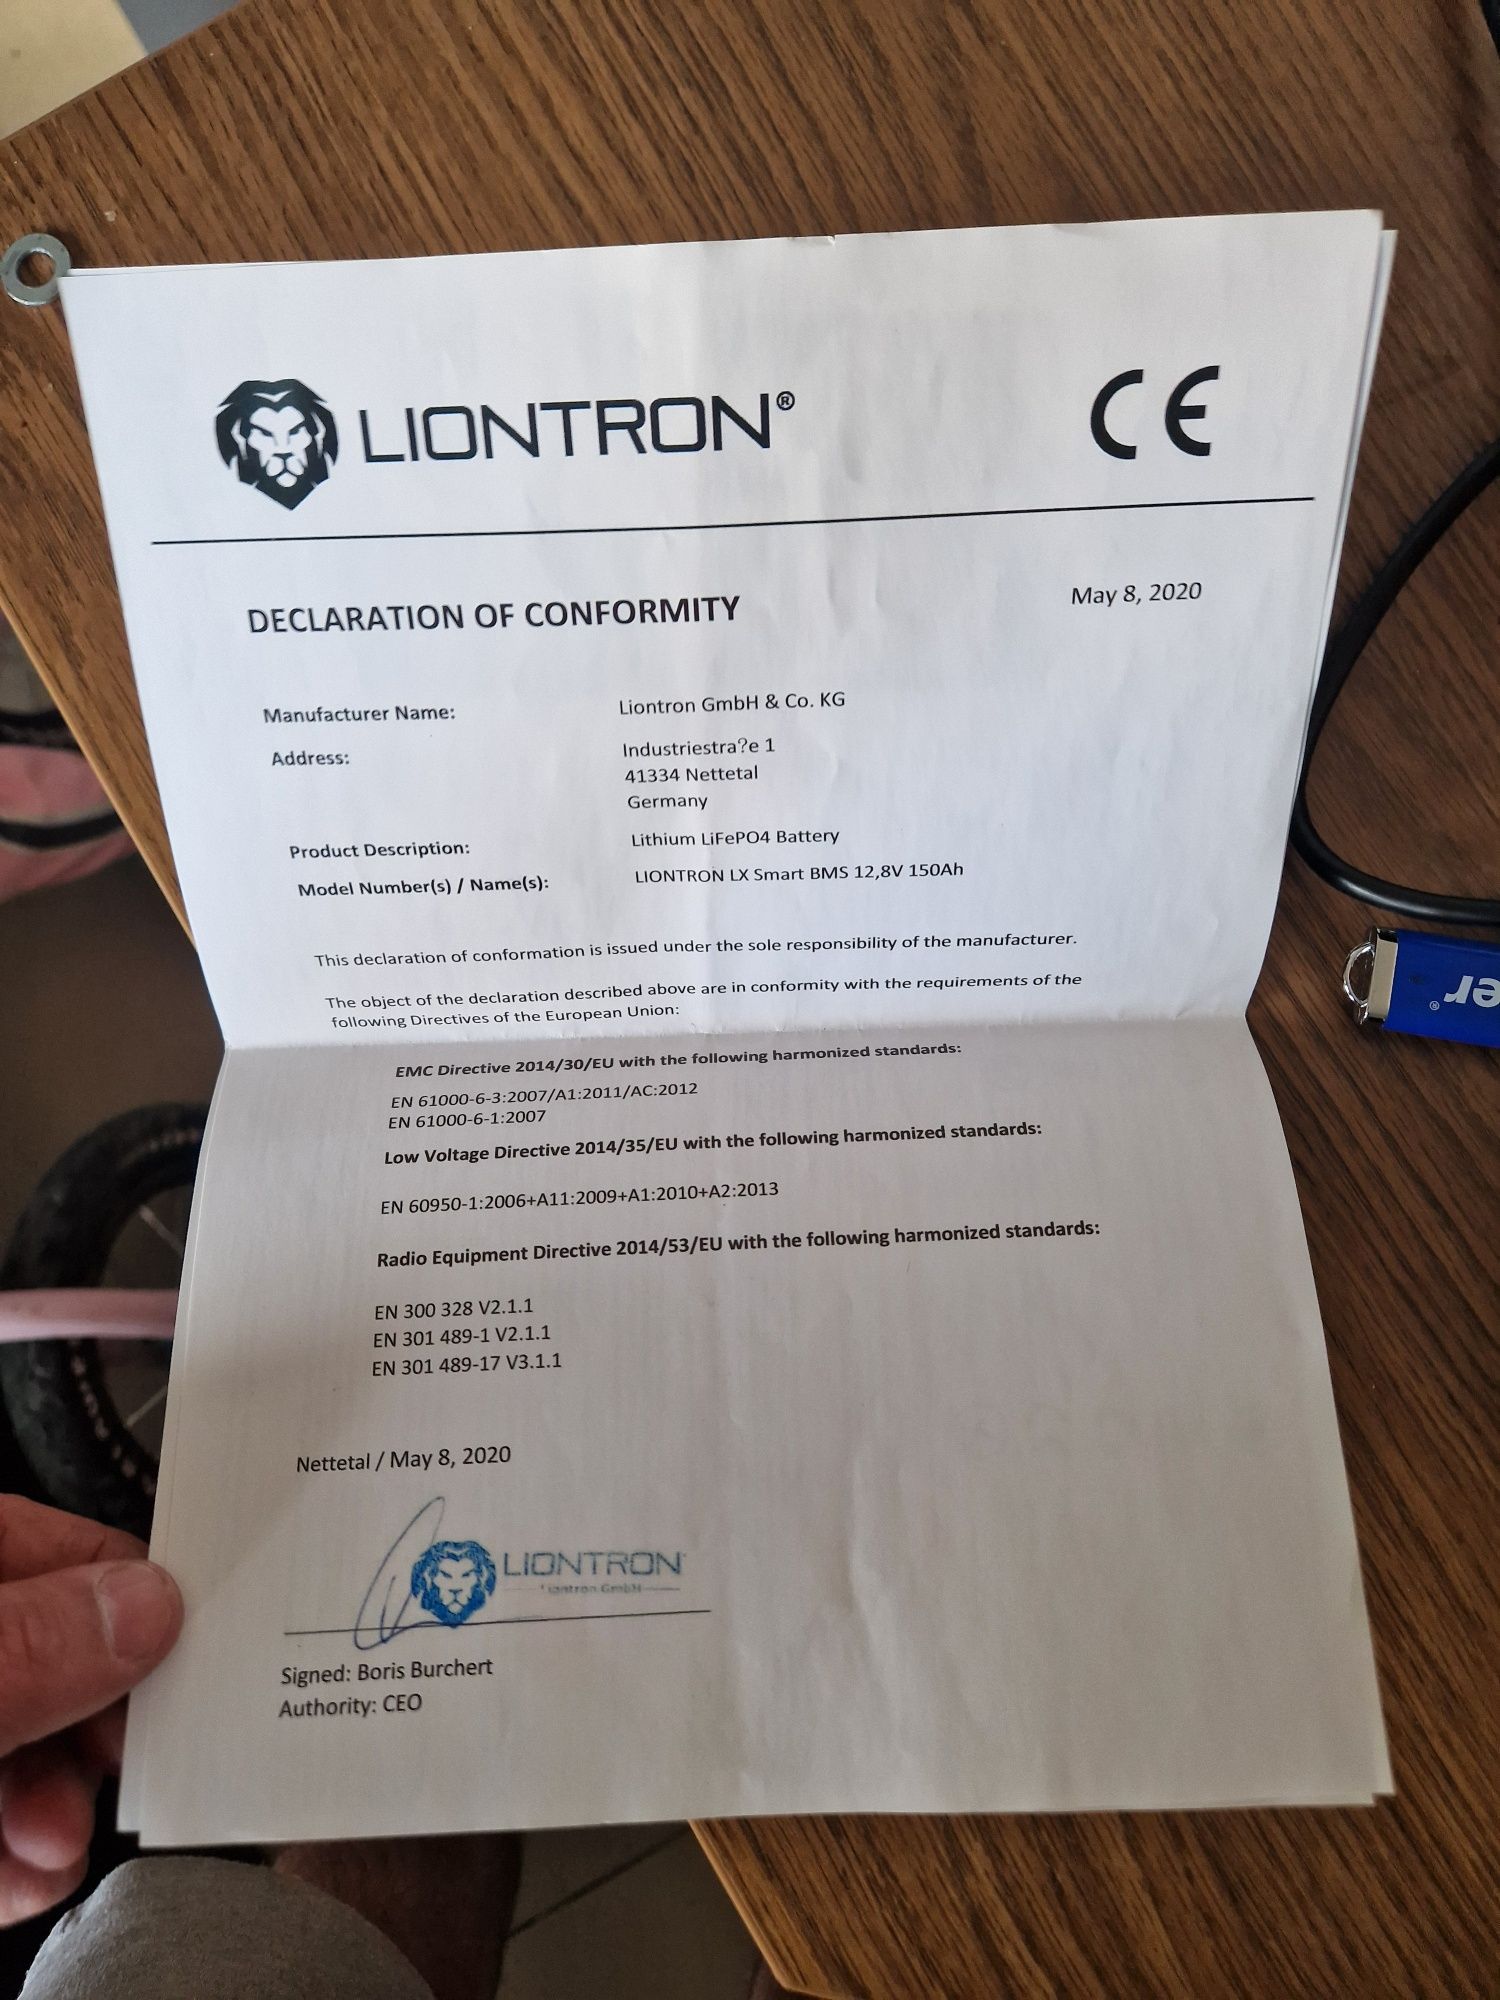 LIONTRON®
CE
DECLARATION OF CONFORMITY
May 8, 2020
Manufacturer Name: Liontron GmbH & Co. KG
Address: Industriestra?e 1
41334 Nettetal
Germany
Product Description: Lithium LiFePO4 Battery
Model Number(s) / Name(s): LIONTRON LX Smart BMS 12,8V 150Ah
This declaration of conformation is issued under the sole responsibility of the manufacturer.
The object of the declaration described above are in conformity with the requirements of the
following Directives of the European Union:
EMC Directive 2014/30/EU with the following harmonized standards:
EN 61000-6-3:2007/A1:2011/AC:2012
EN 61000-6-1:2007
Low Voltage Directive 2014/35/EU with the following harmonized standards:
EN 60950-1:2006+A11:2009+A1:2010+A2:2013
Radio Equipment Directive 2014/53/EU with the following harmonized standards:
EN 300 328 V2.1.1
EN 301 489-1 V2.1.1
EN 301 489-17 V3.1.1
Nettetal / May 8, 2020
LIONTRON
Liontron GmbH
Signed: Boris Burchert
Authority: CEO
er®